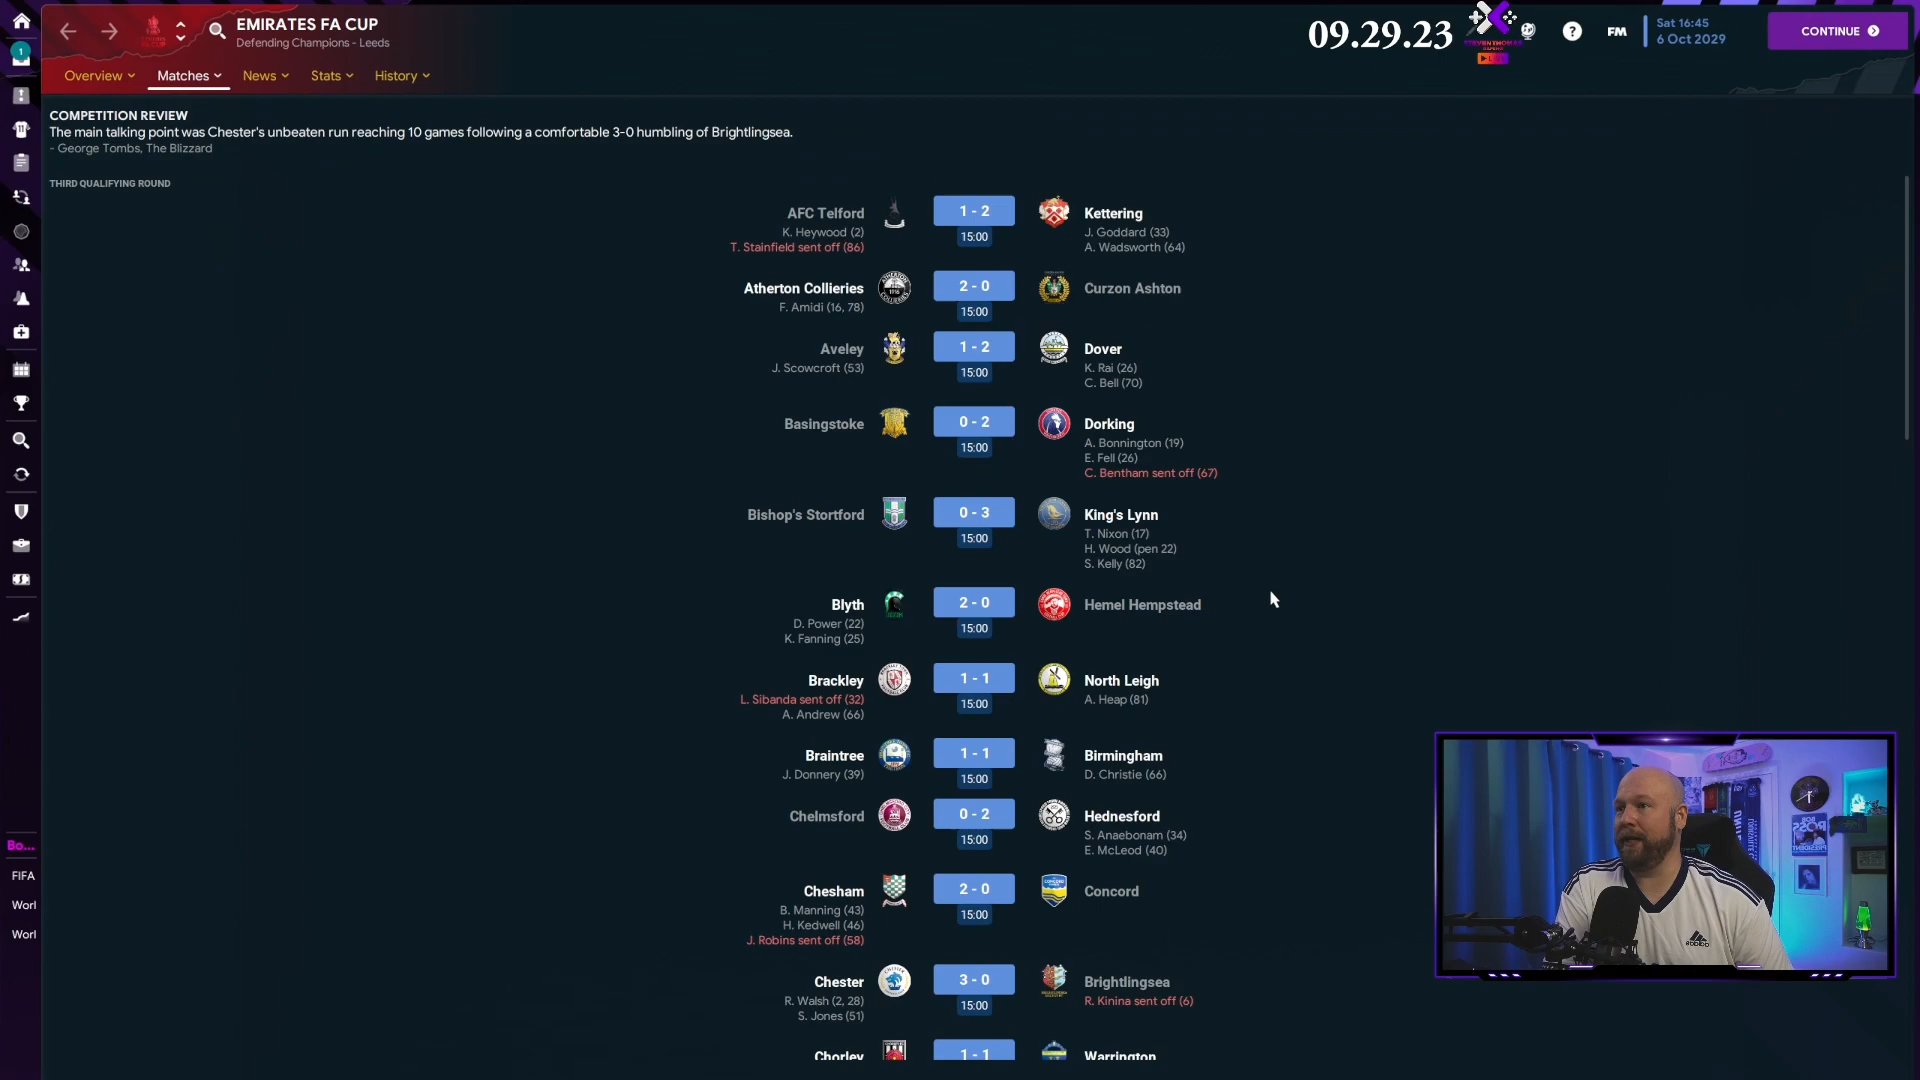 EMIRATES FA CUP
Defending Champions - Leeds
09.29.23
FM
Sat 16:45
6 Oct 2029
CONTINUE
1
Overview
Matches
News
Stats
History
COMPETITION REVIEW
The main talking point was Chester's unbeaten run reaching 10 games following a comfortable 3-0 humbling of Brightlingsea.
- George Tombs, The Blizzard
THIRD QUALIFYING ROUND
AFC Telford 1 - 2 Kettering
K. Heywood (2) 15:00 J. Goddard (33)
T. Stainfield sent off (86) A. Wadsworth (64)
Atherton Collieries 2 - 0 Curzon Ashton
F. Amidi (16, 78) 15:00
Aveley 1 - 2 Dover
J. Scowcroft (53) 15:00 K. Rai (26)
C. Bell (70)
Basingstoke 0 - 2 Dorking
15:00 A. Bonnington (19)
E. Fell (26)
C. Bentham sent off (67)
Bishop's Stortford 0 - 3 King's Lynn
15:00 T. Nixon (17)
H. Wood (pen 22)
S. Kelly (82)
Blyth 2 - 0 Hemel Hempstead
D. Power (22) 15:00
K. Fanning (25)
Brackley 1 - 1 North Leigh
L. Sibanda sent off (32) 15:00 A. Heap (81)
A. Andrew (66)
Braintree 1 - 1 Birmingham
J. Donnery (39) 15:00 D. Christie (66)
Chelmsford 0 - 2 Hednesford
15:00 S. Anaebonam (34)
E. McLeod (40)
Chesham 2 - 0 Concord
B. Manning (43) 15:00
H. Kedwell (46)
J. Robins sent off (58)
Chester 3 - 0 Brightlingsea
R. Walsh (2, 28) 15:00 R. Kinina sent off (6)
S. Jones (51)
Chorley 1 - 1 Warrington
Bo...
FIFA
Worl
Worl
adidas